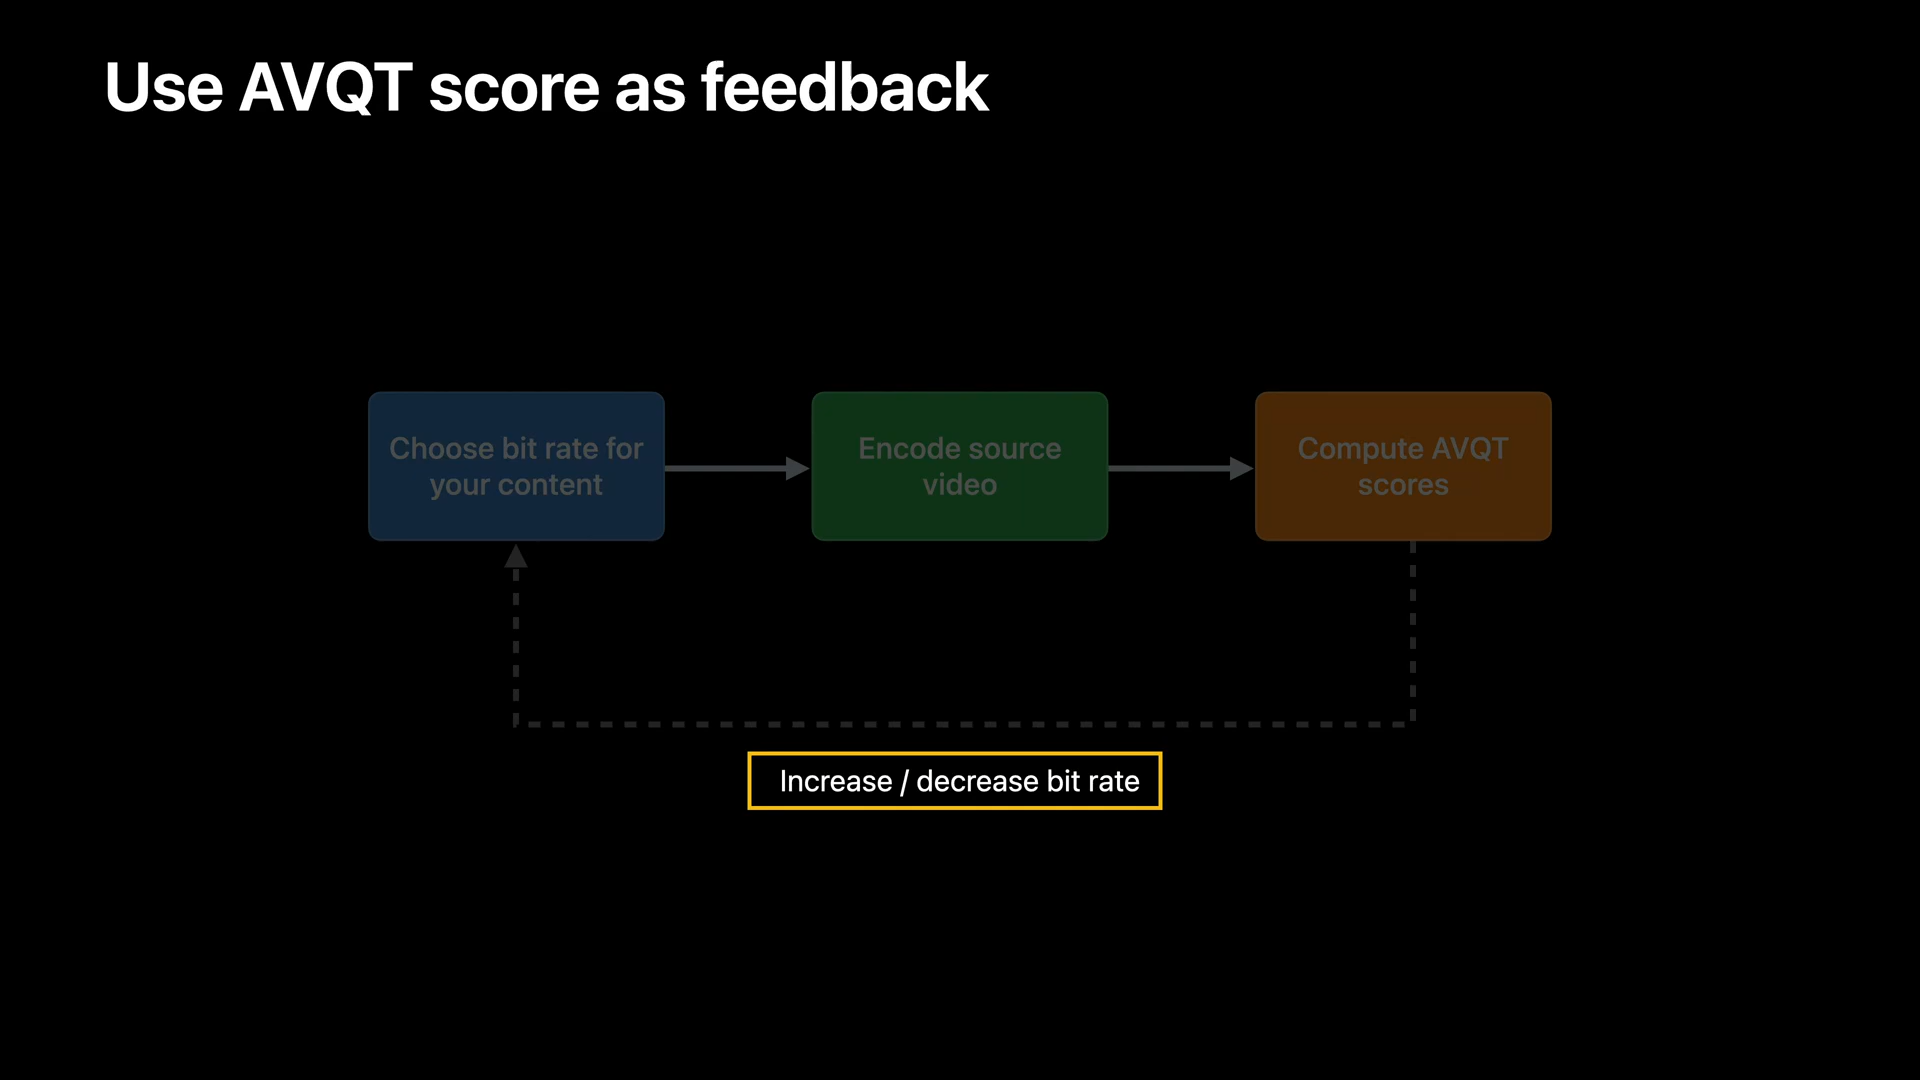 Use AVQT score as feedback
Choose bit rate for
your content
Encode source
video
Compute AVQT
scores
Increase / decrease bit rate